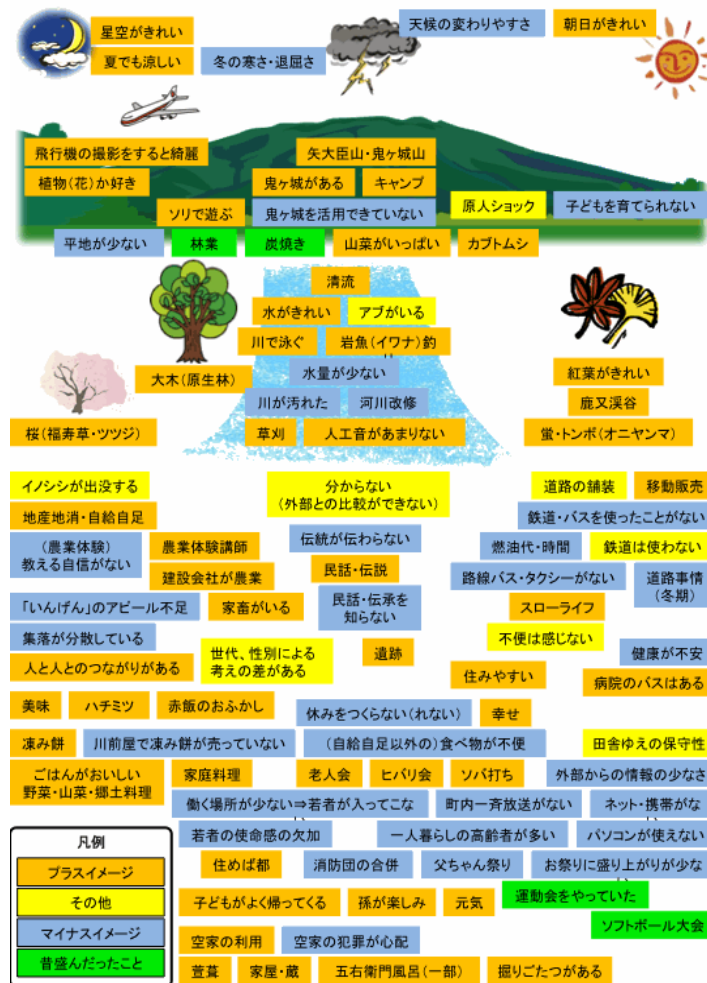 星空がきれい
天候の変わりやすさ
朝日がきれい
夏でも涼しい
冬の寒さ・退屈さ
飛行機の撮影をすると綺麗
矢大臣山・鬼ヶ城山
植物(花)か好き
鬼ヶ城がある
キャンプ
ソリで遊ぶ
鬼ヶ城を活用できていない
原人ショック
子どもを育てられない
平地が少ない
林業
炭焼き
山菜がいっぱい
カブトムシ
清流
水がきれい
アブがいる
川で泳ぐ
岩魚(イワナ)釣
大木(原生林)
水量が少ない
紅葉がきれい
川が汚れた
河川改修
鹿又渓谷
桜(福寿草・ツツジ)
草刈
人工音があまりない
蛍・トンボ(オニヤンマ)
イノシシが出没する
分からない
(外部との比較ができない)
道路の舗装
移動販売
地産地消・自給自足
鉄道・バスを使ったことがない
(農業体験)
教える自信がない
農業体験講師
伝統が伝わらない
燃油代・時間
鉄道は使わない
建設会社が農業
民話・伝説
路線バス・タクシーがない
道路事情
(冬期)
「いんげん」のアピール不足
家畜がいる
民話・伝承を
知らない
スローライフ
集落が分散している
世代、性別による
考えの差がある
遺跡
不便は感じない
健康が不安
人と人とのつながりがある
住みやすい
病院のバスはある
美味
ハチミツ
赤飯のおふかし
休みをつくらない(れない)
幸せ
凍み餅
川前屋で凍み餅が売っていない
(自給自足以外の)食べ物が不便
田舎ゆえの保守性
ごはんがおいしい
野菜・山菜・郷土料理
家庭料理
老人会
ヒバリ会
ソバ打ち
外部からの情報の少なさ
働く場所が少ない⇒若者が入ってこな
町内一斉放送がない
ネット・携帯がな
若者の使命感の欠加
一人暮らしの高齢者が多い
パソコンが使えない
住めば都
消防団の合併
父ちゃん祭り
お祭りに盛り上がりが少な
子どもがよく帰ってくる
孫が楽しみ
元気
運動会をやっていた
ソフトボール大会
空家の利用
空家の犯罪が心配
萱葺
家屋・蔵
五右衛門風呂(一部)
掘りごたつがある
凡例
プラスイメージ
その他
マイナスイメージ
昔盛んだったこと